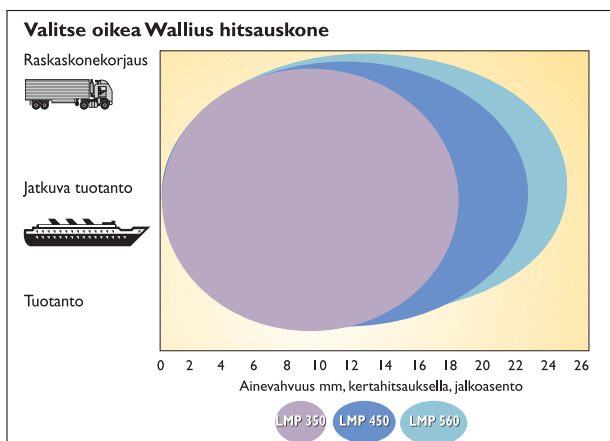 Valitse oikea Wallius hitsauskone
Raskaskonekorjaus
Jatkuva tuotanto
Tuotanto
0 2 4 6 8 10 12 14 16 18 20 22 24 26
Ainevahvuus mm, kertahitsauksella, jalkoasento
LMP 350 LMP 450 LMP 560